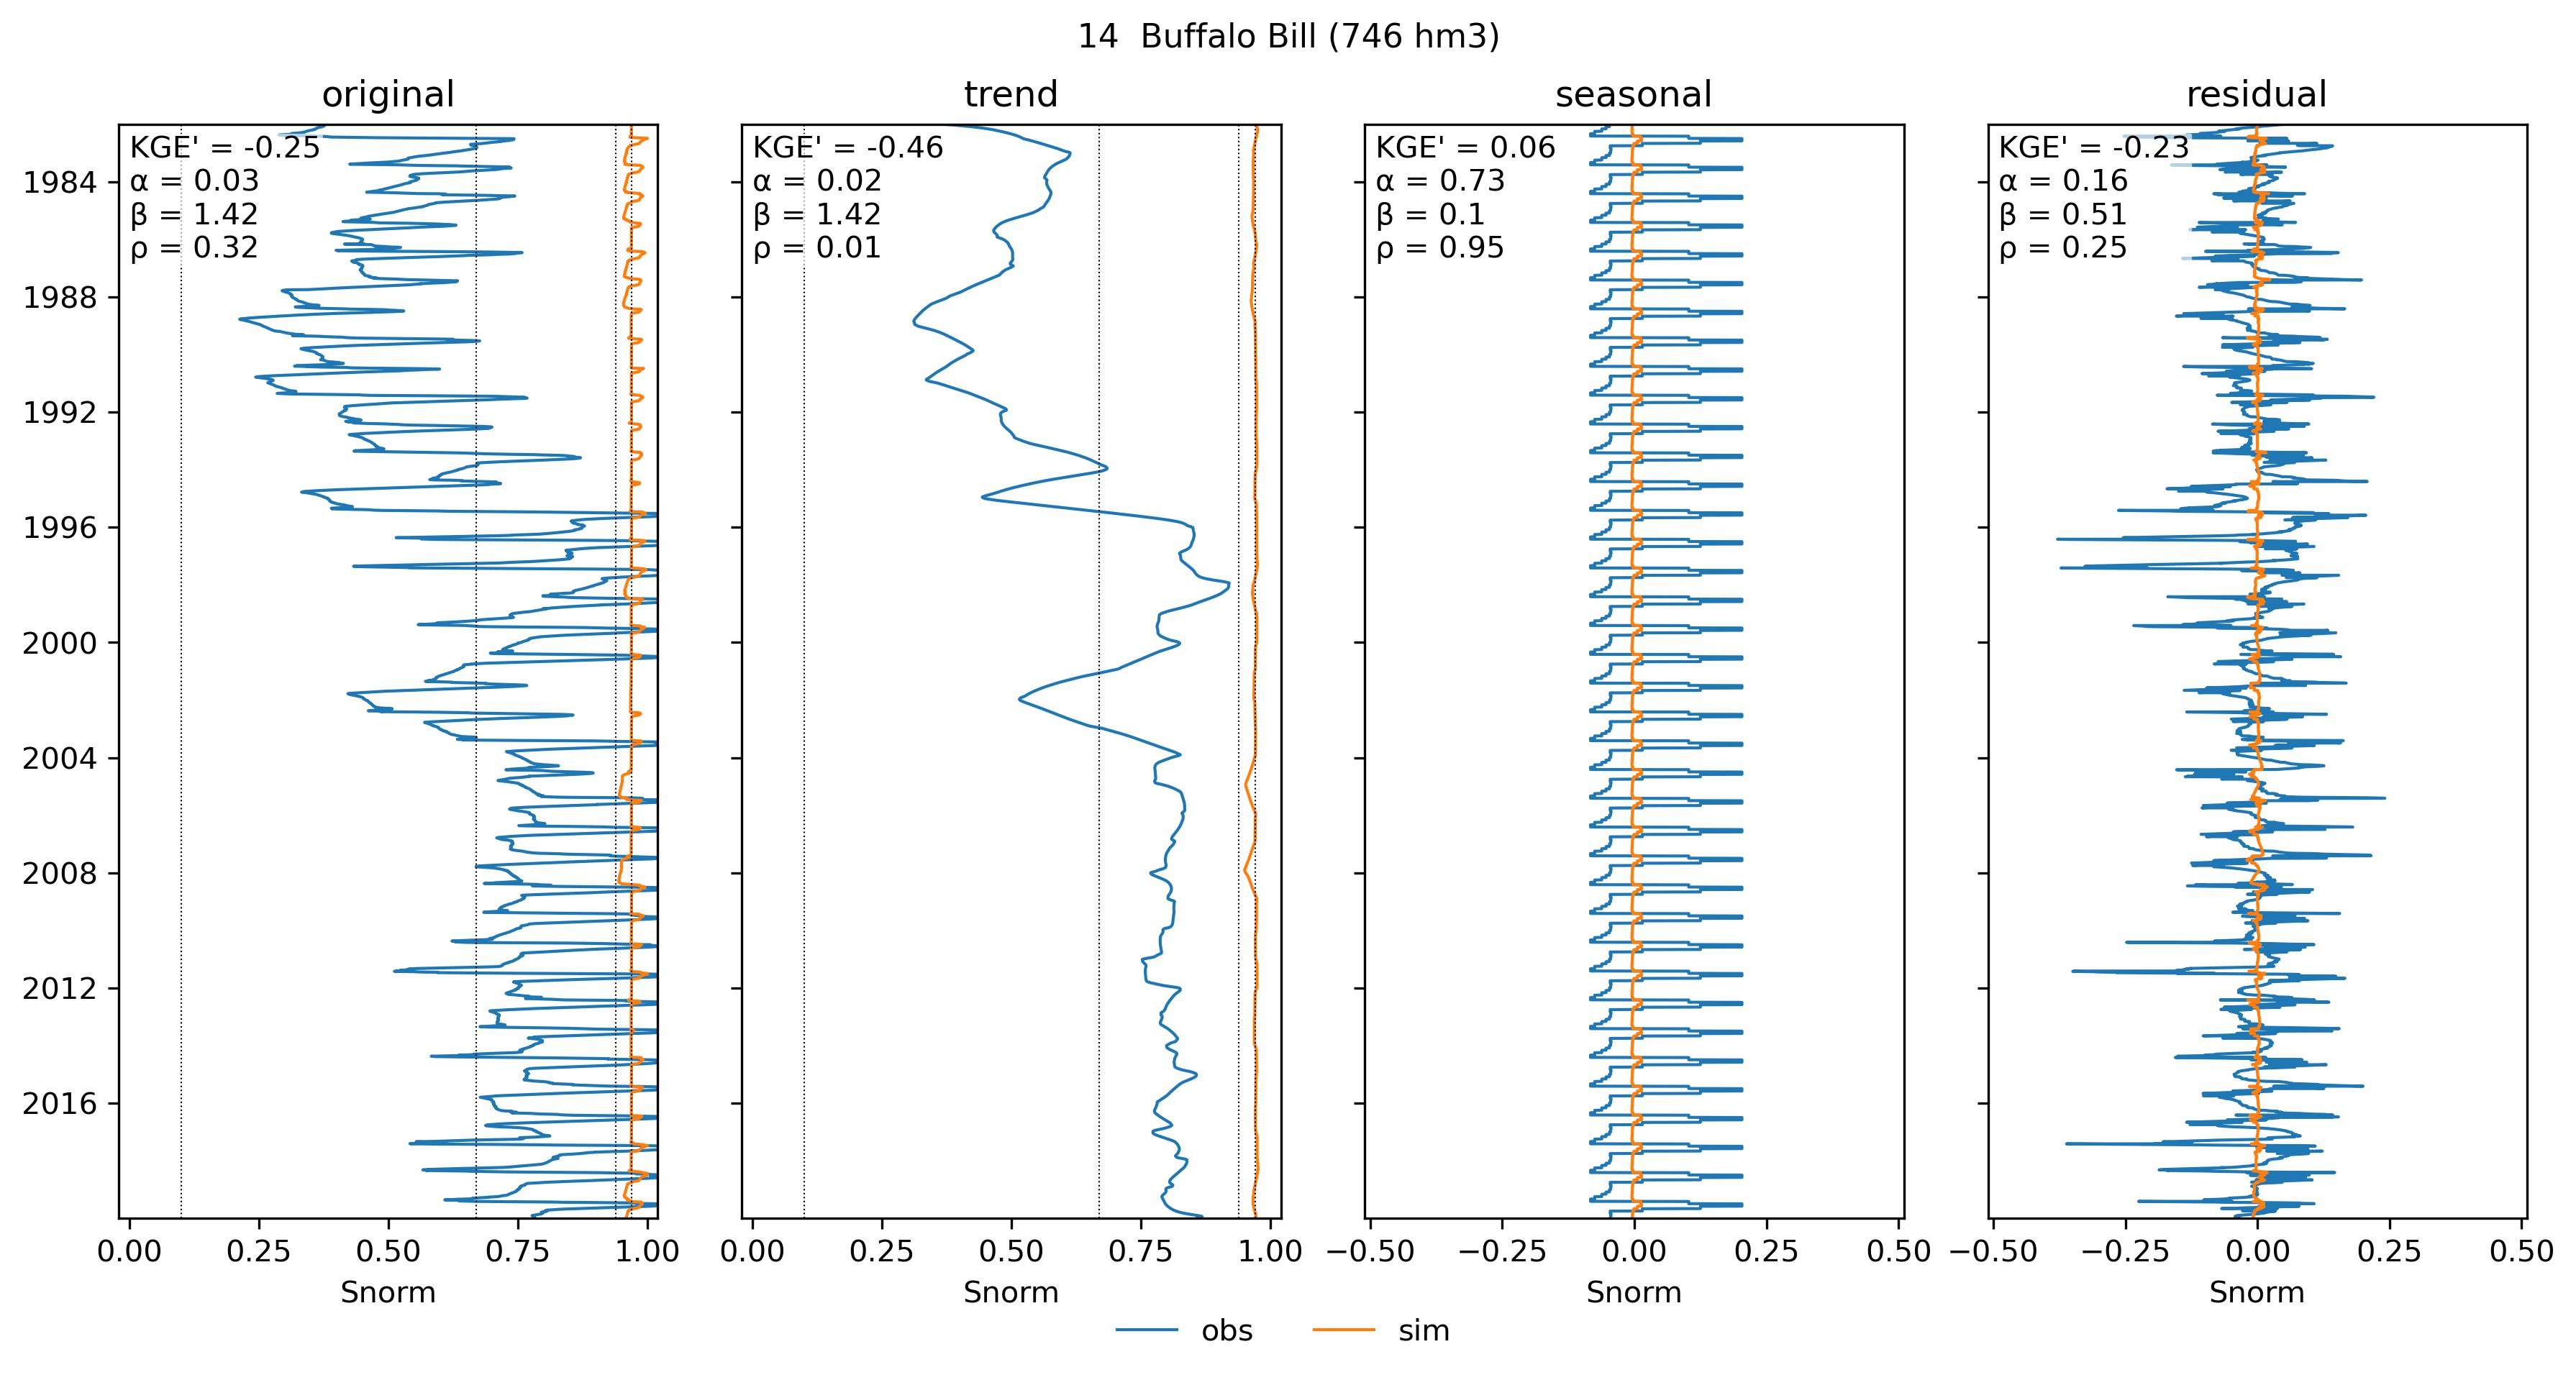 14  Buffalo Bill (746 hm3)
original
trend
seasonal
residual
KGE' = -0.25
α = 0.03
β = 1.42
ρ = 0.32
KGE' = -0.46
α = 0.02
β = 1.42
ρ = 0.01
KGE' = 0.06
α = 0.73
β = 0.1
ρ = 0.95
KGE' = -0.23
α = 0.16
β = 0.51
ρ = 0.25
1984
1988
1992
1996
2000
2004
2008
2012
2016
0.00 0.25 0.50 0.75 1.00
0.00 0.25 0.50 0.75 1.00
−0.50 −0.25 0.00 0.25 0.50
−0.50 −0.25 0.00 0.25 0.50
Snorm
Snorm
Snorm
Snorm
obs
sim